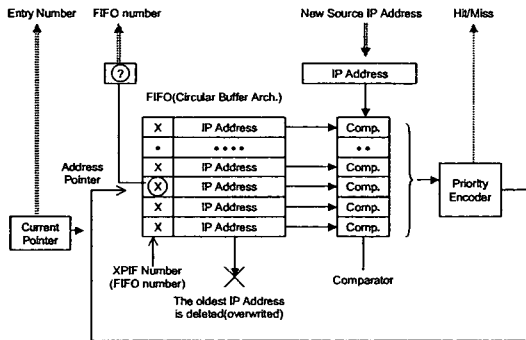 Entry Number
FIFO number
New Source IP Address
Hit/Miss
?
IP Address
FIFO(Circular Buffer Arch.)
X IP Address Comp.
• •••• ••
X IP Address Comp.
X IP Address Comp.
X IP Address Comp.
X IP Address Comp.
Address
Pointer
Priority
Encoder
Current
Pointer
XPIF Number
(FIFO number)
Comparator
The oldest IP Address
is deleted(overwrited)